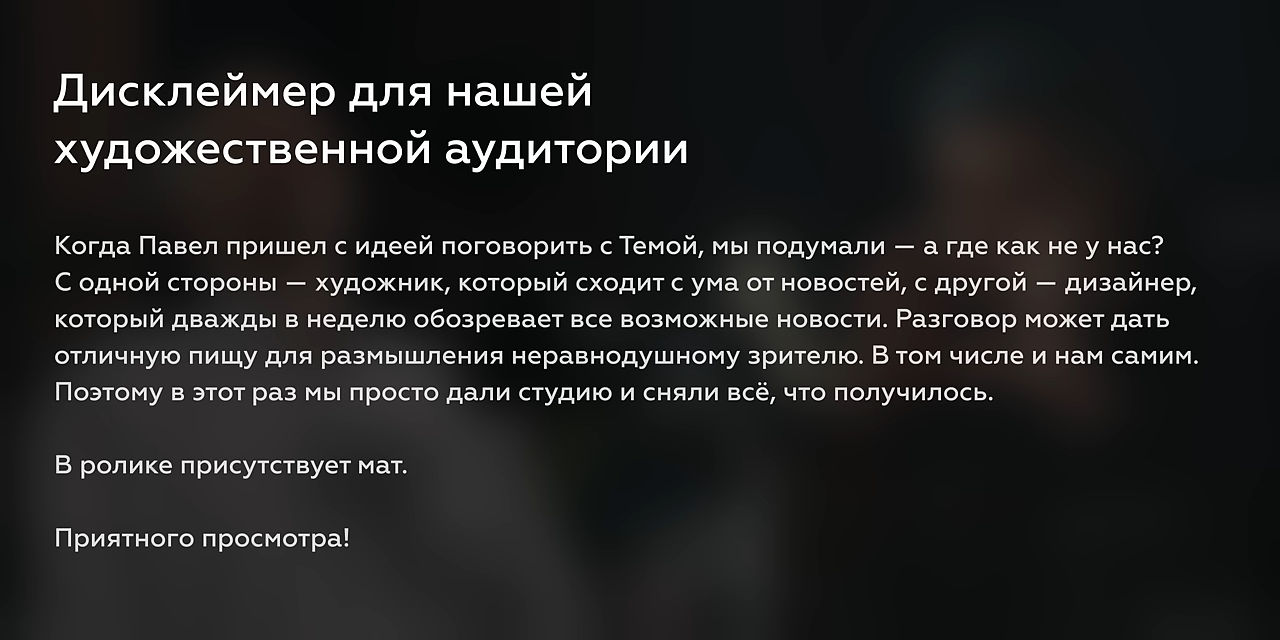 Дисклеймер для нашей
художественной аудитории
Когда Павел пришел с идеей поговорить с Темой, мы подумали — а где как не у нас?
С одной стороны — художник, который сходит с ума от новостей, с другой — дизайнер,
который дважды в неделю обозревает все возможные новости. Разговор может дать
отличную пищу для размышления неравнодушному зрителю. В том числе и нам самим.
Поэтому в этот раз мы просто дали студию и сняли всё, что получилось.
В ролике присутствует мат.
Приятного просмотра!